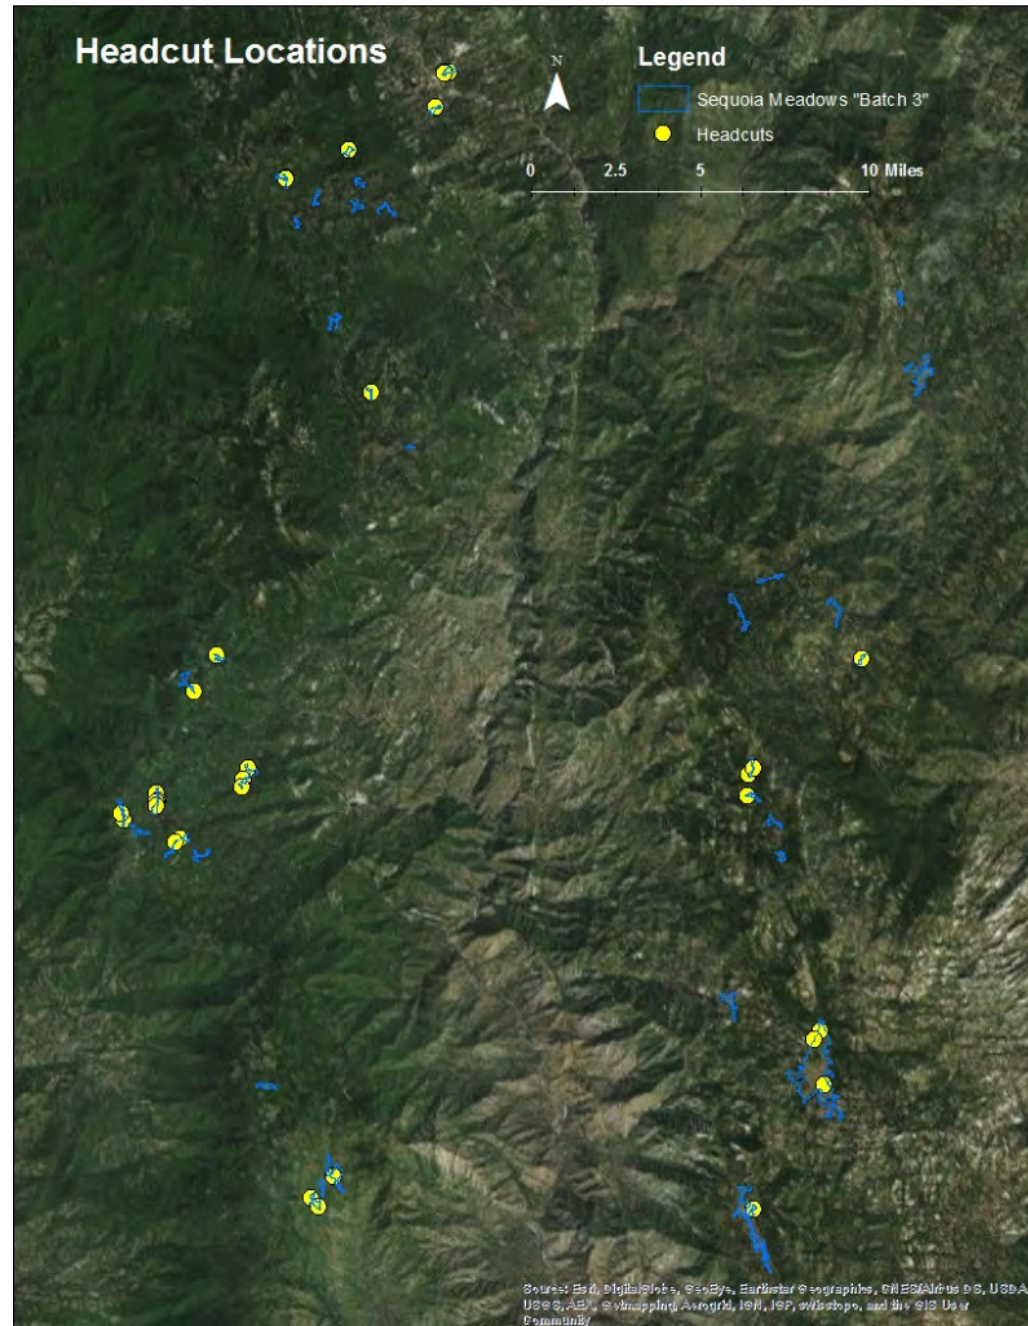 Headcut Locations
N
Legend
Sequoia Meadows "Batch 3"
Headcuts
0 2.5 5 10 Miles
Source: Esri, DigitalGlobe, GeoEye, Earthstar Geographics, CNES/Airbus DS, USDA,
USGS, AEX, Getmapping, Aerogrid, IGN, IGP, swisstopo, and the GIS User
Community